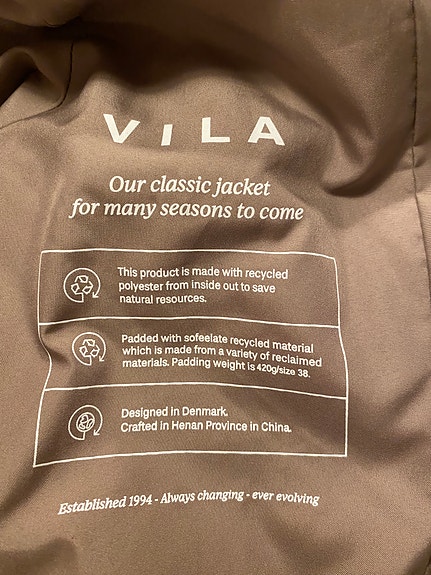 VILA
Our classic jacket
for many seasons to come
This product is made with recycled
polyester from inside out to save
natural resources.
Padded with sofeelate recycled material
which is made from a variety of reclaimed
materials. Padding weight is 420g/size 38.
Designed in Denmark.
Crafted in Henan Province in China.
Established 1994 - Always changing - ever evolving